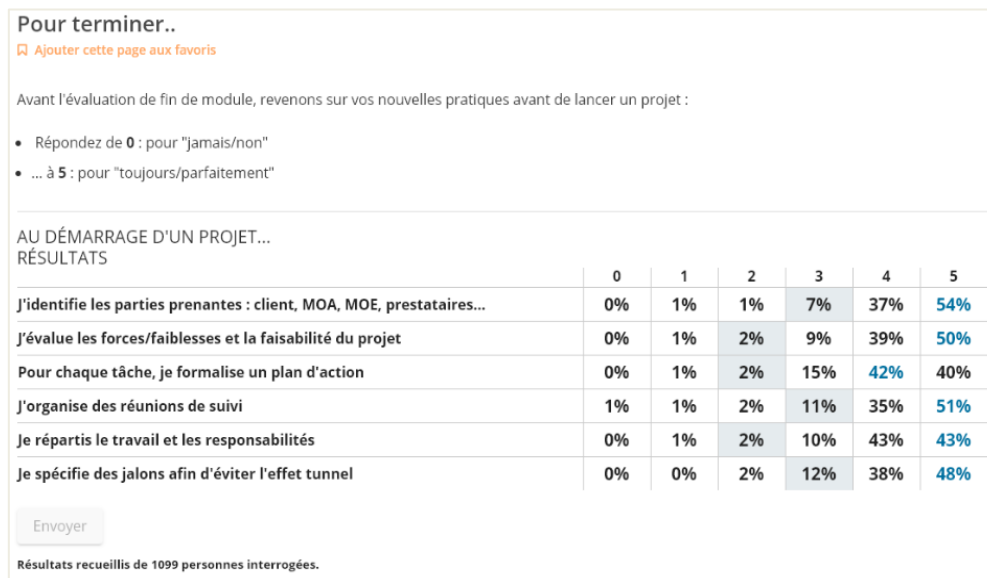 Pour terminer..
Ajouter cette page aux favoris
Avant l'évaluation de fin de module, revenons sur vos nouvelles pratiques avant de lancer un projet :
• Répondez de 0 : pour "jamais/non"
• ... à 5 : pour "toujours/parfaitement"
AU DÉMARRAGE D'UN PROJET...
RÉSULTATS
0 1 2 3 4 5
J'identifie les parties prenantes : client, MOA, MOE, prestataires... 0% 1% 1% 7% 37% 54%
J'évalue les forces/faiblesses et la faisabilité du projet 0% 1% 2% 9% 39% 50%
Pour chaque tâche, je formalise un plan d'action 0% 1% 2% 15% 42% 40%
J'organise des réunions de suivi 1% 1% 2% 11% 35% 51%
Je répartis le travail et les responsabilités 0% 1% 2% 10% 43% 43%
Je spécifie des jalons afin d'éviter l'effet tunnel 0% 0% 2% 12% 38% 48%
Envoyer
Résultats recueillis de 1099 personnes interrogées.